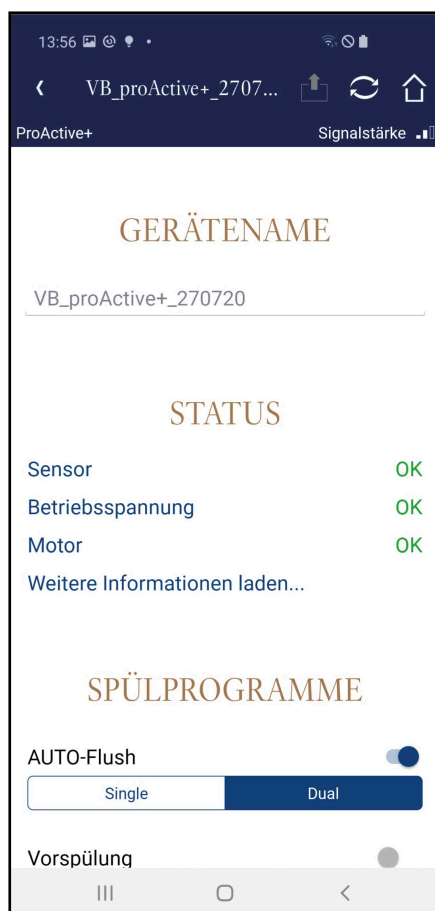 13:56
VB_proActive+_2707...
ProActive+ Signalstärke
GERÄTENAME
VB_proActive+_270720
STATUS
Sensor OK
Betriebsspannung OK
Motor OK
Weitere Informationen laden...
SPÜLPROGRAMME
AUTO-Flush
Single Dual
Vorspülung